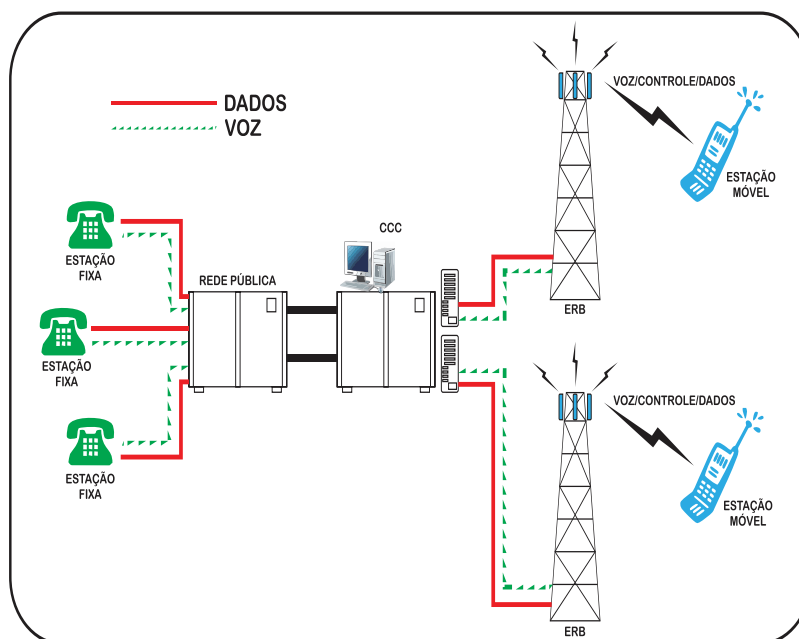 DADOS
VOZ
VOZ/CONTROLE/DADOS
ESTAÇÃO
MÓVEL
ESTAÇÃO
FIXA
CCC
REDE PÚBLICA
ERB
ESTAÇÃO
FIXA
VOZ/CONTROLE/DADOS
ESTAÇÃO
FIXA
ESTAÇÃO
MÓVEL
ERB